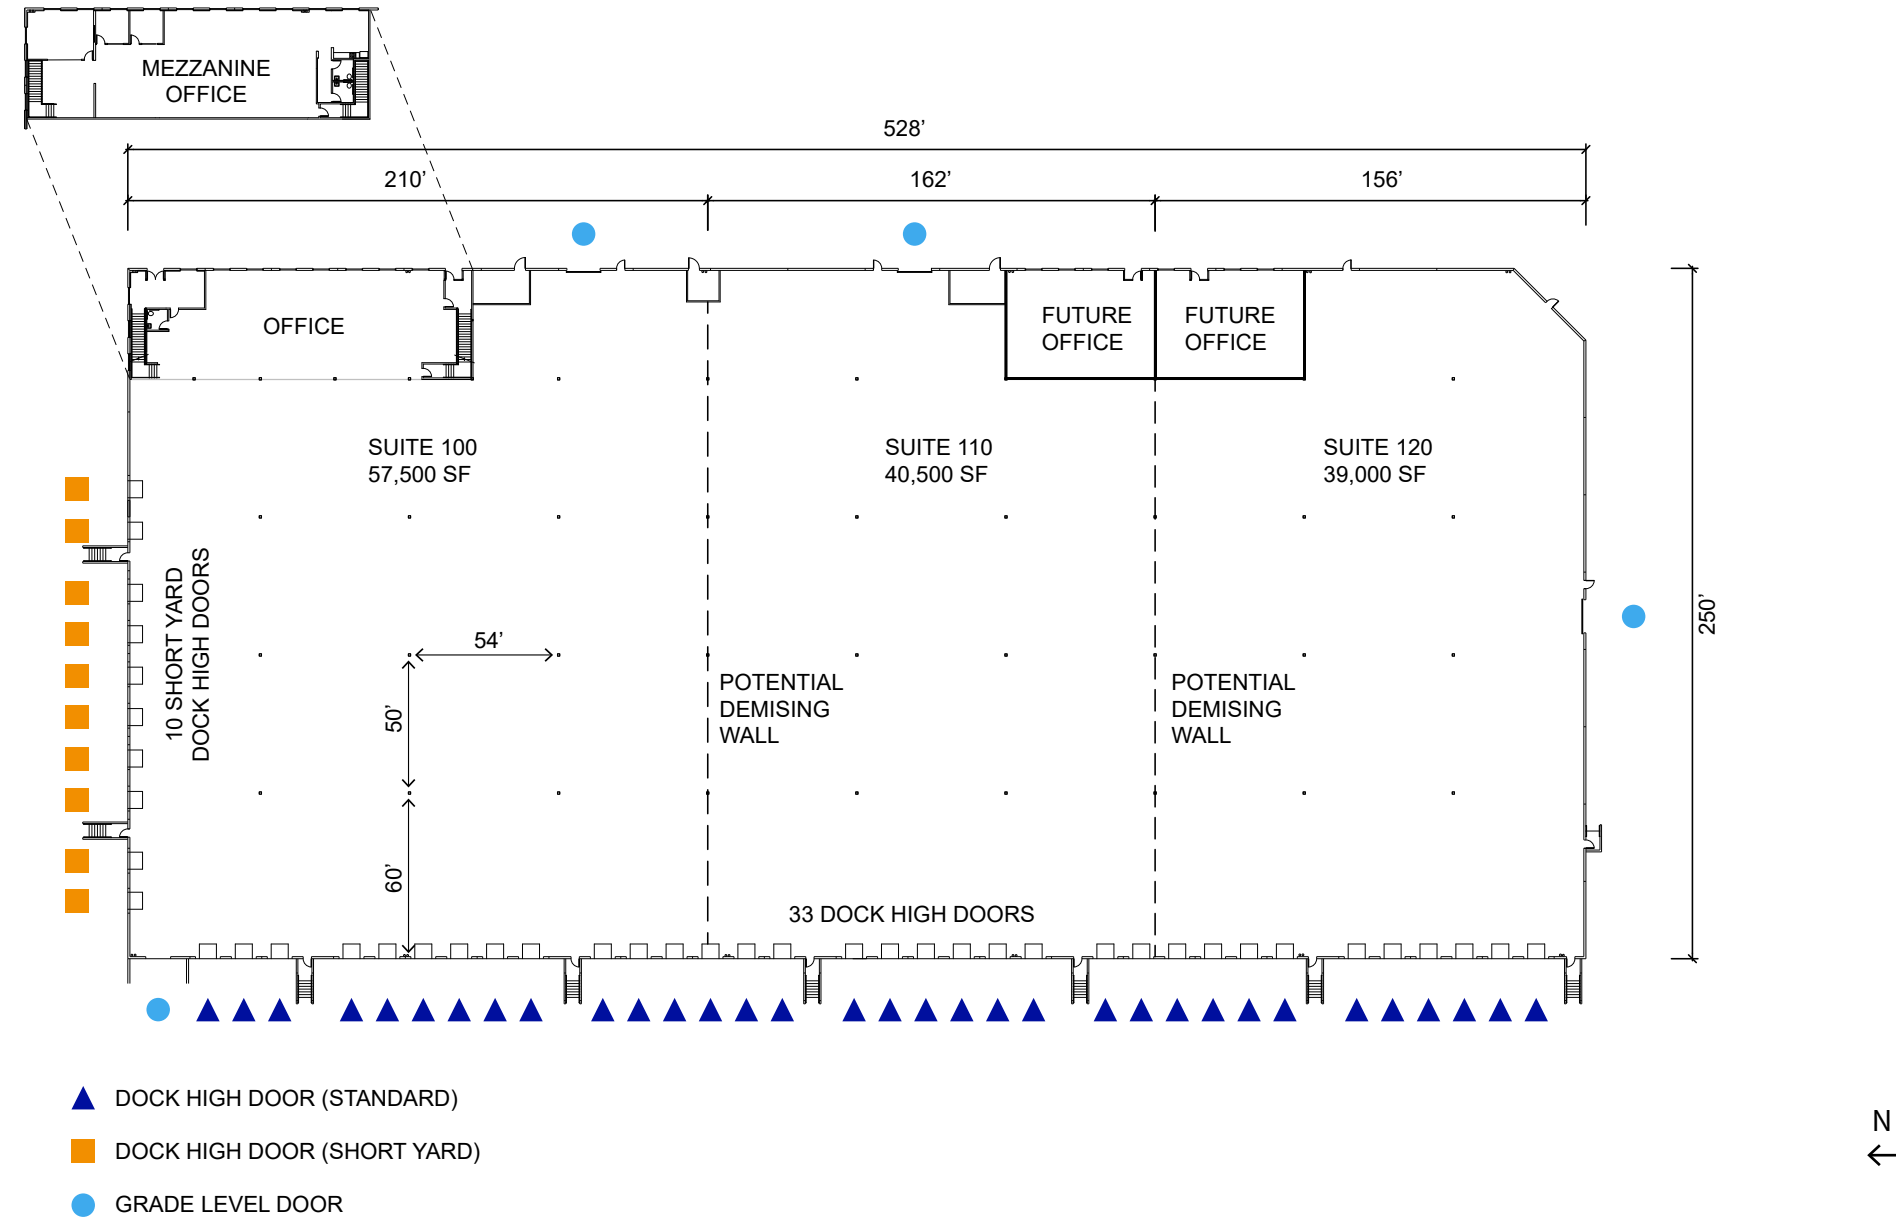 MEZZANINE
OFFICE
528’
210’
162’
156’
OFFICE
FUTURE
OFFICE
FUTURE
OFFICE
SUITE 100
57,500 SF
SUITE 110
40,500 SF
SUITE 120
39,000 SF
10 SHORT YARD
DOCK HIGH DOORS
54’
50’
60’
250’
POTENTIAL
DEMISING
WALL
POTENTIAL
DEMISING
WALL
33 DOCK HIGH DOORS
DOCK HIGH DOOR (STANDARD)
DOCK HIGH DOOR (SHORT YARD)
GRADE LEVEL DOOR
N